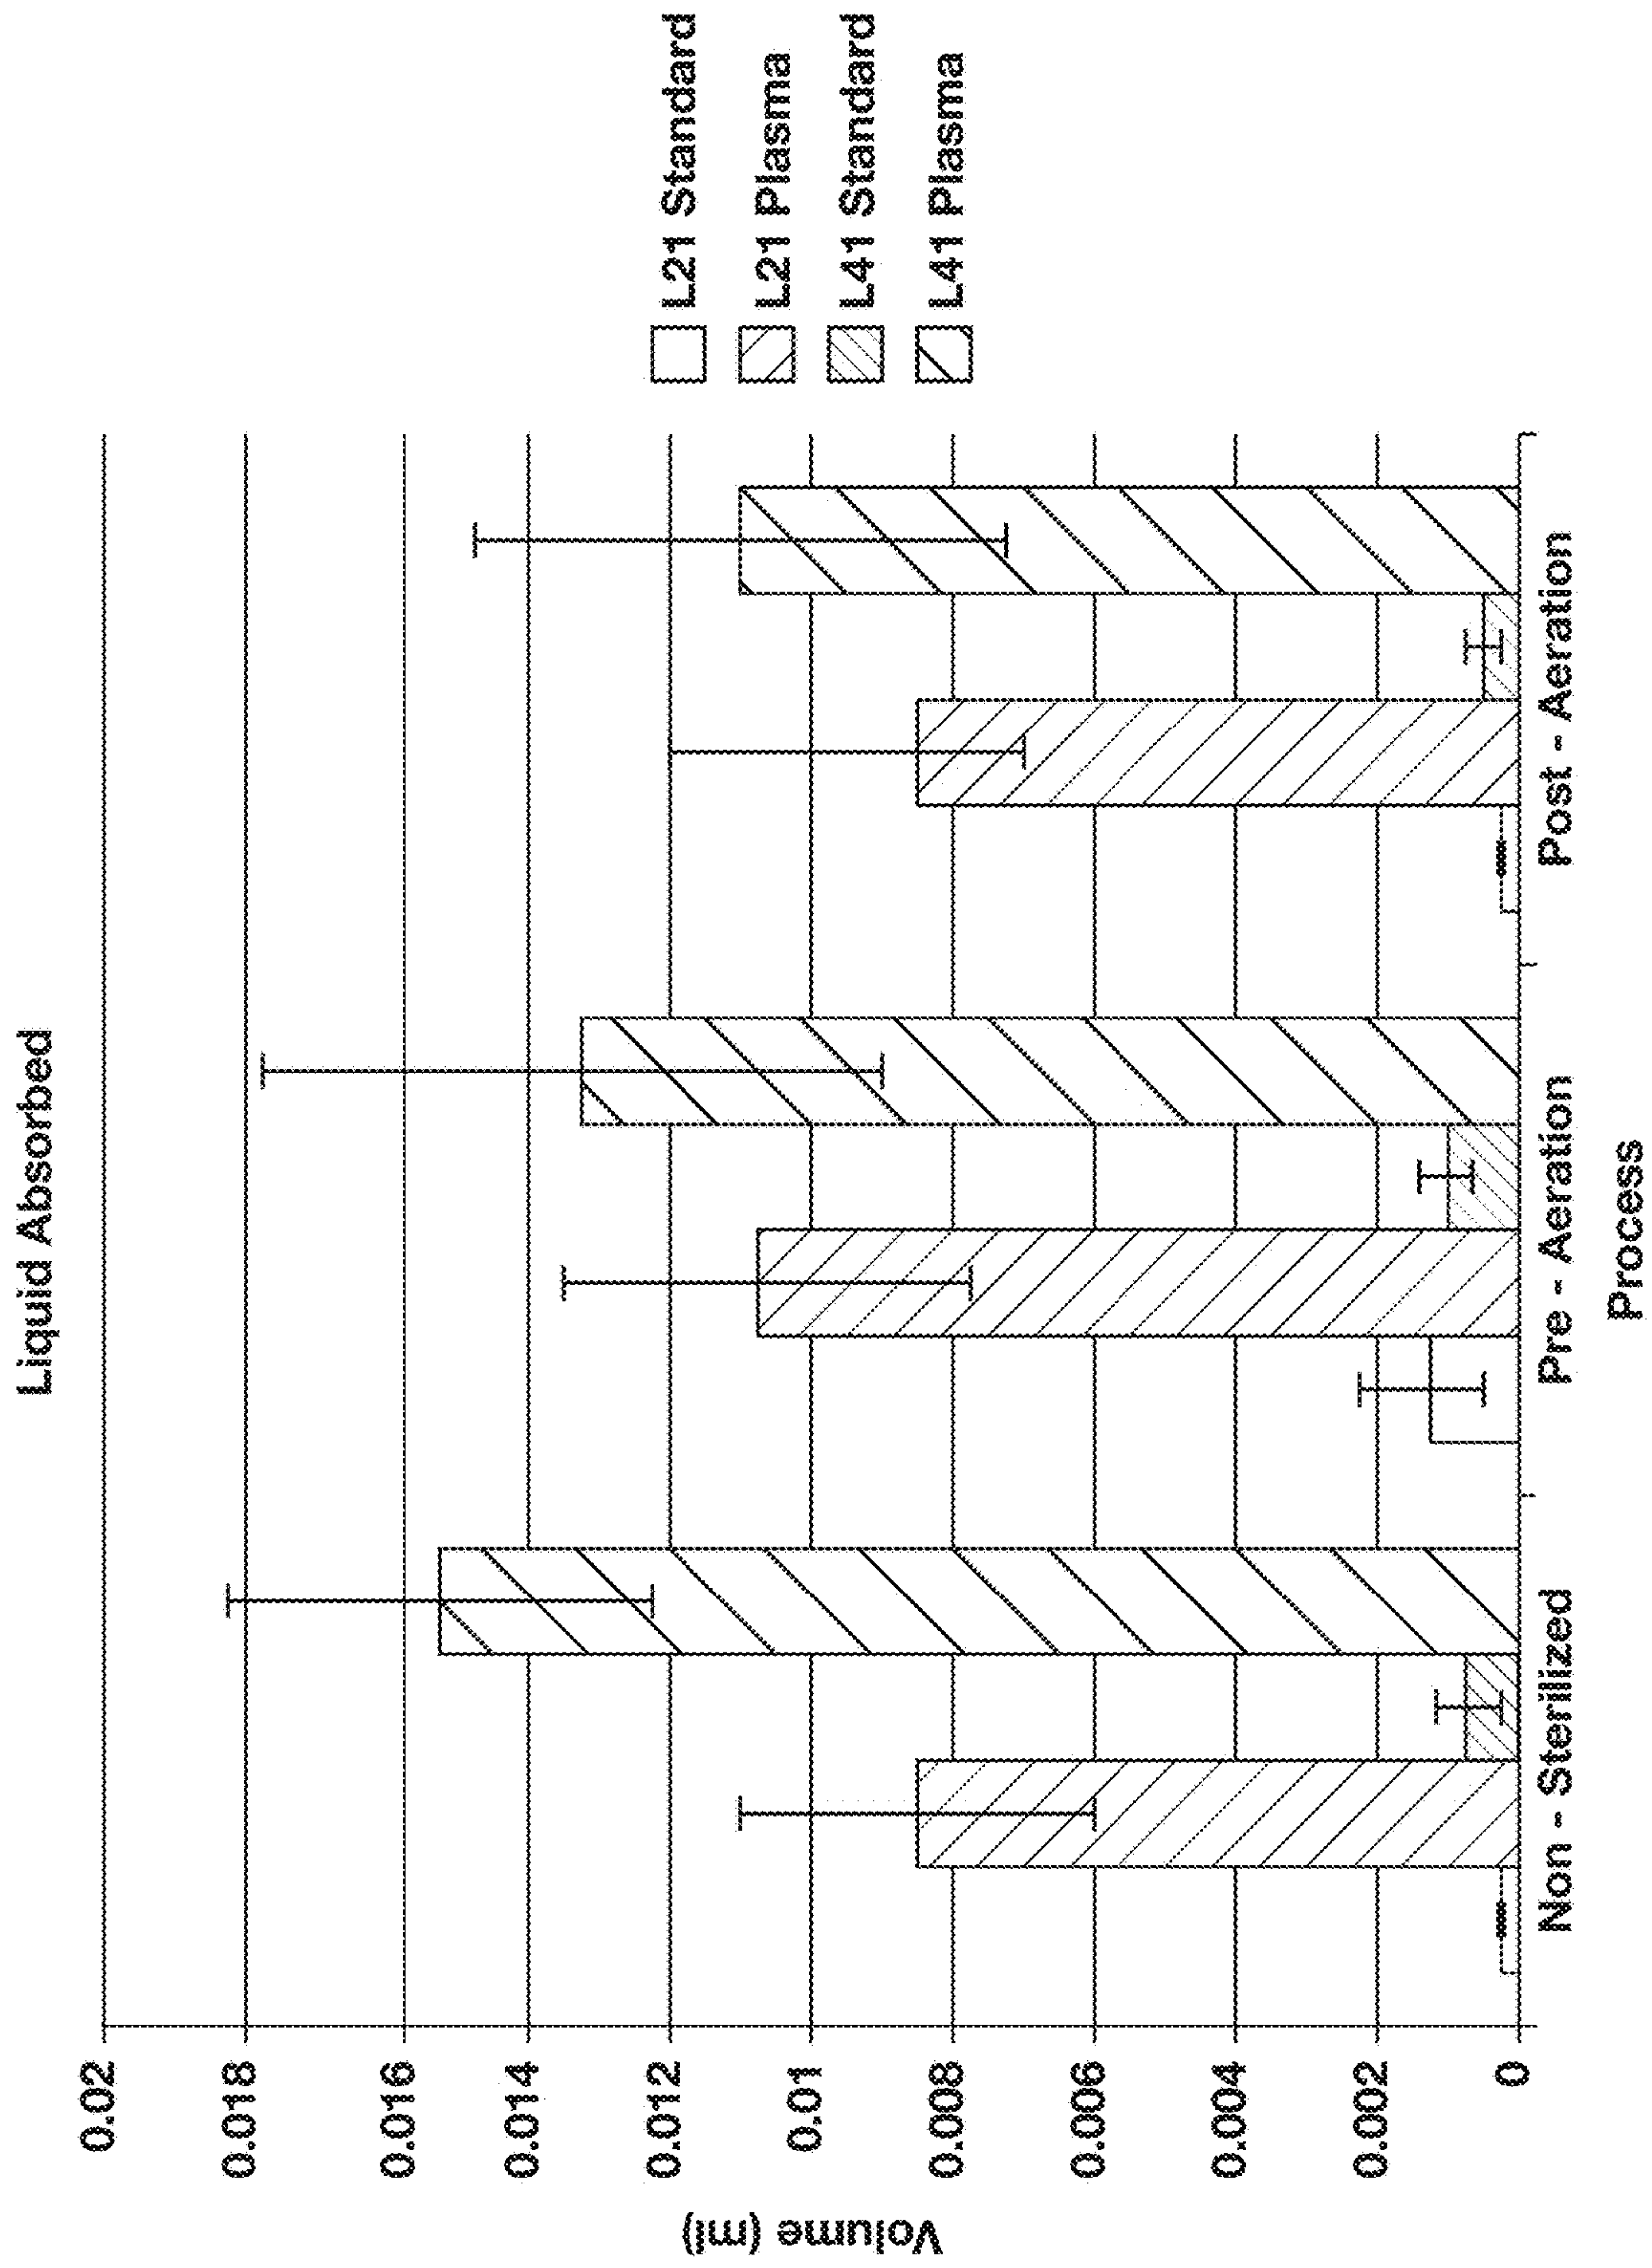 Liquid Absorbed
0.02
0.018
0.016
0.014
0.012
0.01
0.008
0.006
0.004
0.002
0
Volume (ml)
Non - Sterilized
Pre - Aeration
Post - Aeration
Process
L21 Standard
L21 Plasma
L41 Standard
L41 Plasma